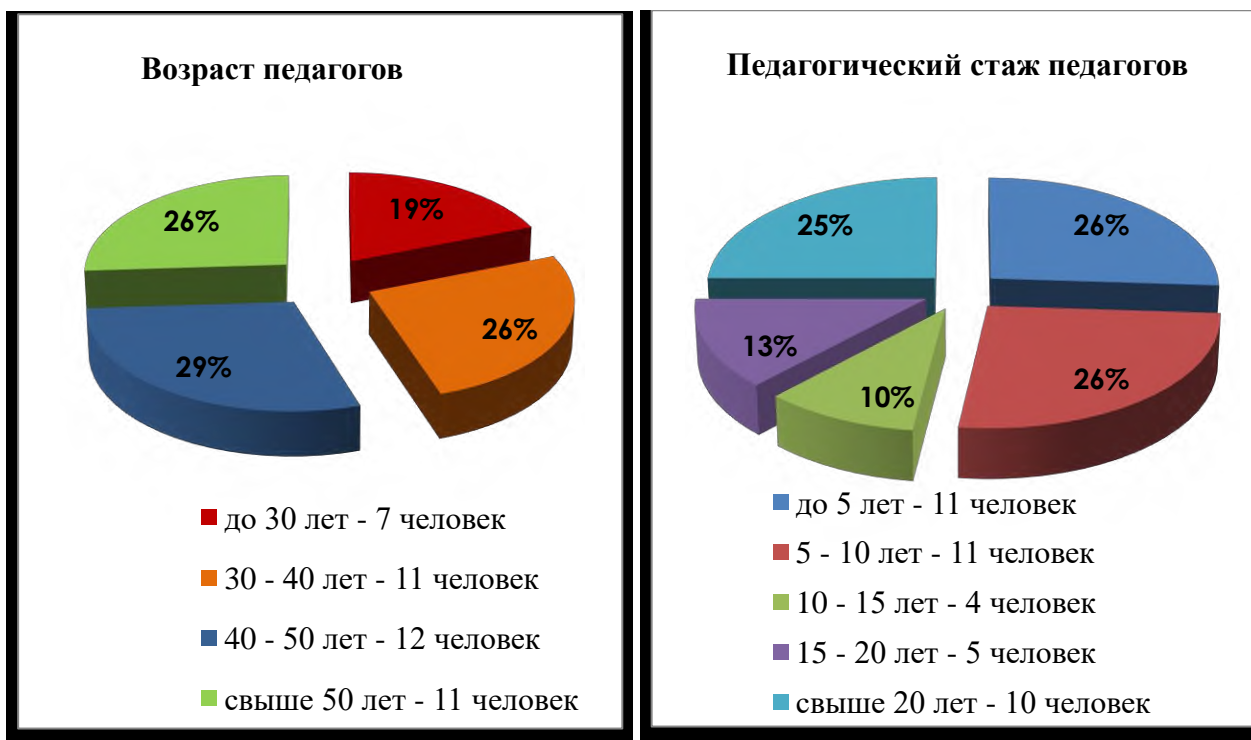 Возраст педагогов
19%
26%
29%
26%
до 30 лет - 7 человек
30 - 40 лет - 11 человек
40 - 50 лет - 12 человек
свыше 50 лет - 11 человек
Педагогический стаж педагогов
26%
26%
10%
13%
25%
до 5 лет - 11 человек
5 - 10 лет - 11 человек
10 - 15 лет - 4 человек
15 - 20 лет - 5 человек
свыше 20 лет - 10 человек